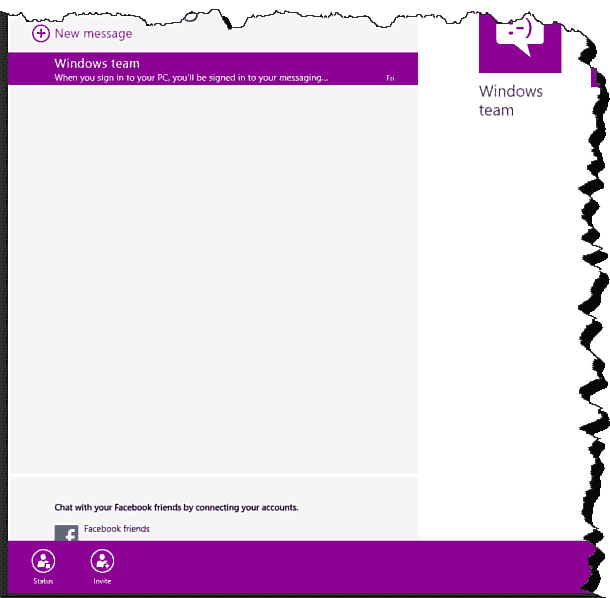 New message
Windows team
When you sign in to your PC, you'll be signed in to your messaging...
Fri
:-)
Windows
team
Chat with your Facebook friends by connecting your accounts.
f
Facebook friends
Status
Invite